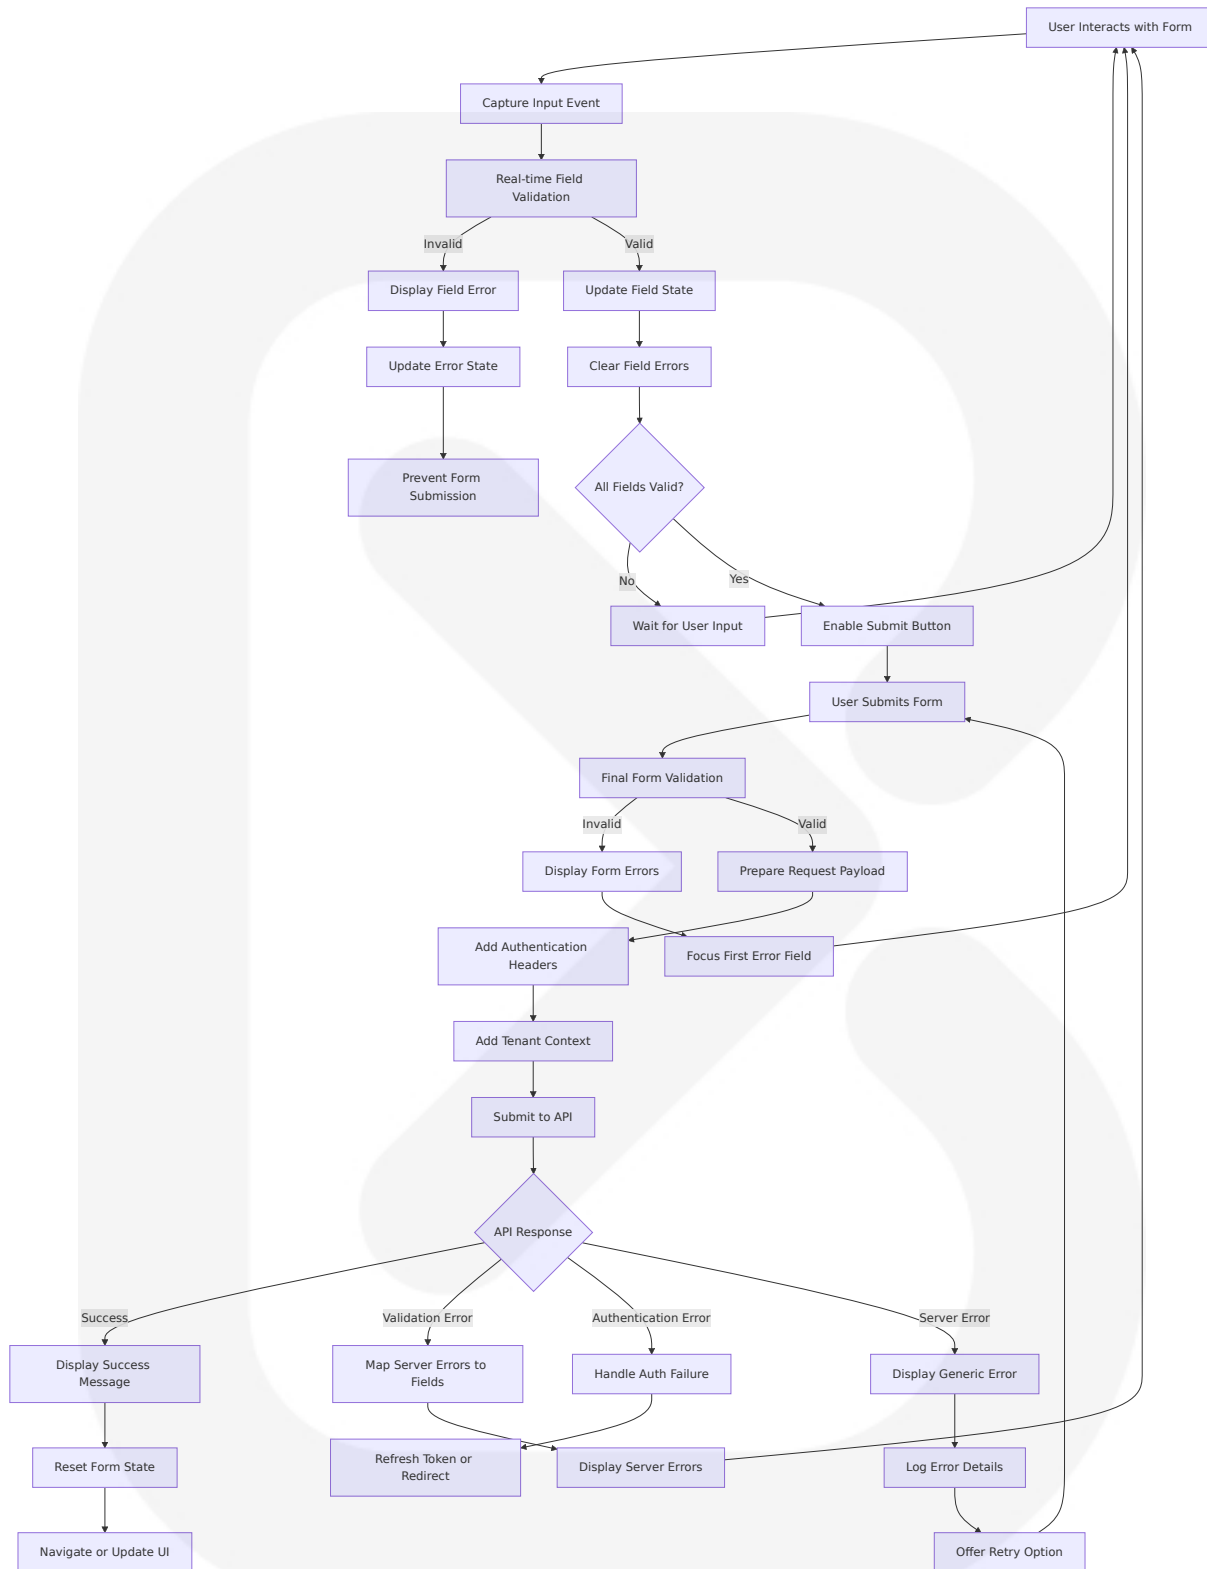 User Interacts with Form
Capture Input Event
Real-time Field
Validation
Invalid
Valid
Display Field Error
Update Field State
Update Error State
Clear Field Errors
Prevent Form
Submission
All Fields Valid?
No
Yes
Wait for User Input
Enable Submit Button
User Submits Form
Final Form Validation
Invalid
Valid
Display Form Errors
Prepare Request Payload
Add Authentication
Headers
Focus First Error Field
Add Tenant Context
Submit to API
API Response
Success
Validation Error
Authentication Error
Server Error
Display Success
Message
Map Server Errors to
Fields
Handle Auth Failure
Display Generic Error
Reset Form State
Refresh Token or
Redirect
Display Server Errors
Log Error Details
Navigate or Update UI
Offer Retry Option